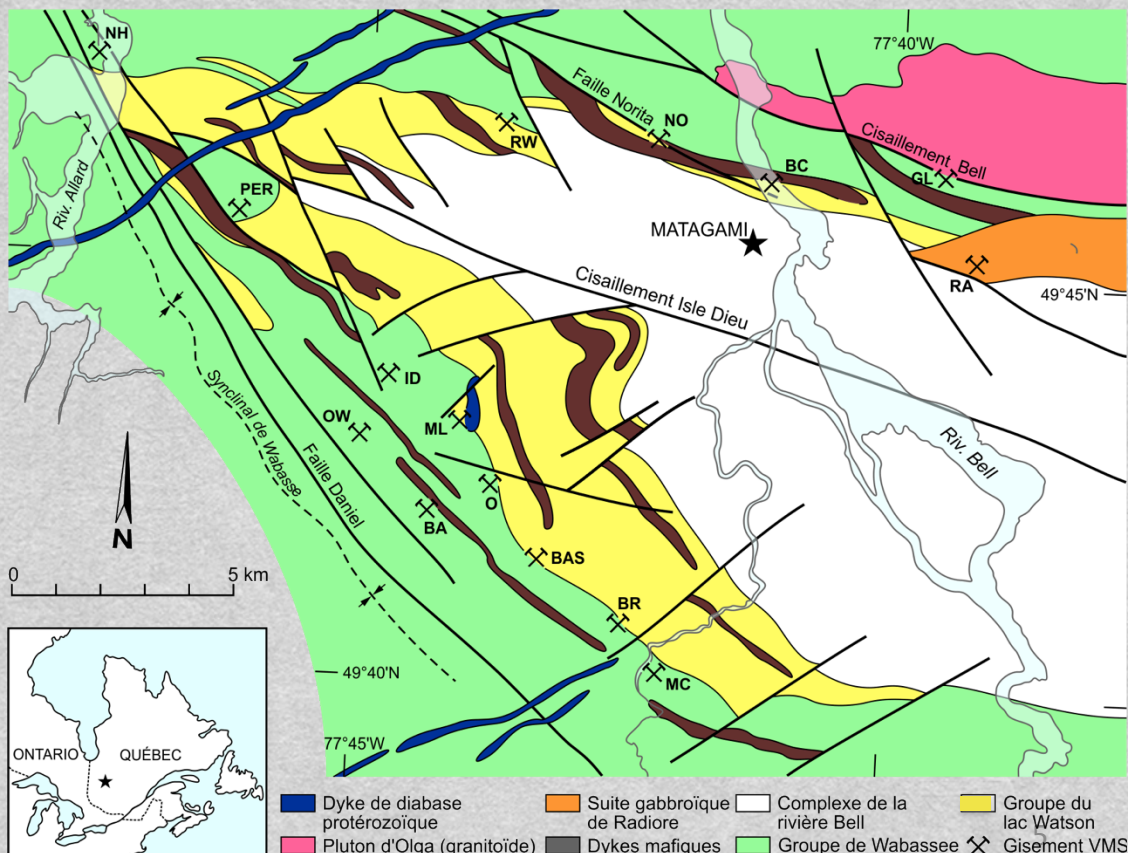 NH
77°40'W
Faille Norita
NO
RW
Cisaillement Bell
BC
GL
Riv. Allard
PER
MATAGAMI
RA
49°45'N
Cisaillement Isle Dieu
ID
OW
ML
Synclinal de Wabasse
Faille Daniel
Riv. Bell
O
BA
N
BAS
0 5 km
BR
49°40'N
MC
77°45'W
ONTARIO QUÉBEC
Dyke de diabase
protérozoïque
Pluton d'Olga (granitoïde)
Suite gabbroïque
de Radiore
Dykes mafiques
Complexe de la
rivière Bell
Groupe de Wabassee
Groupe du
lac Watson
Gisement VMS